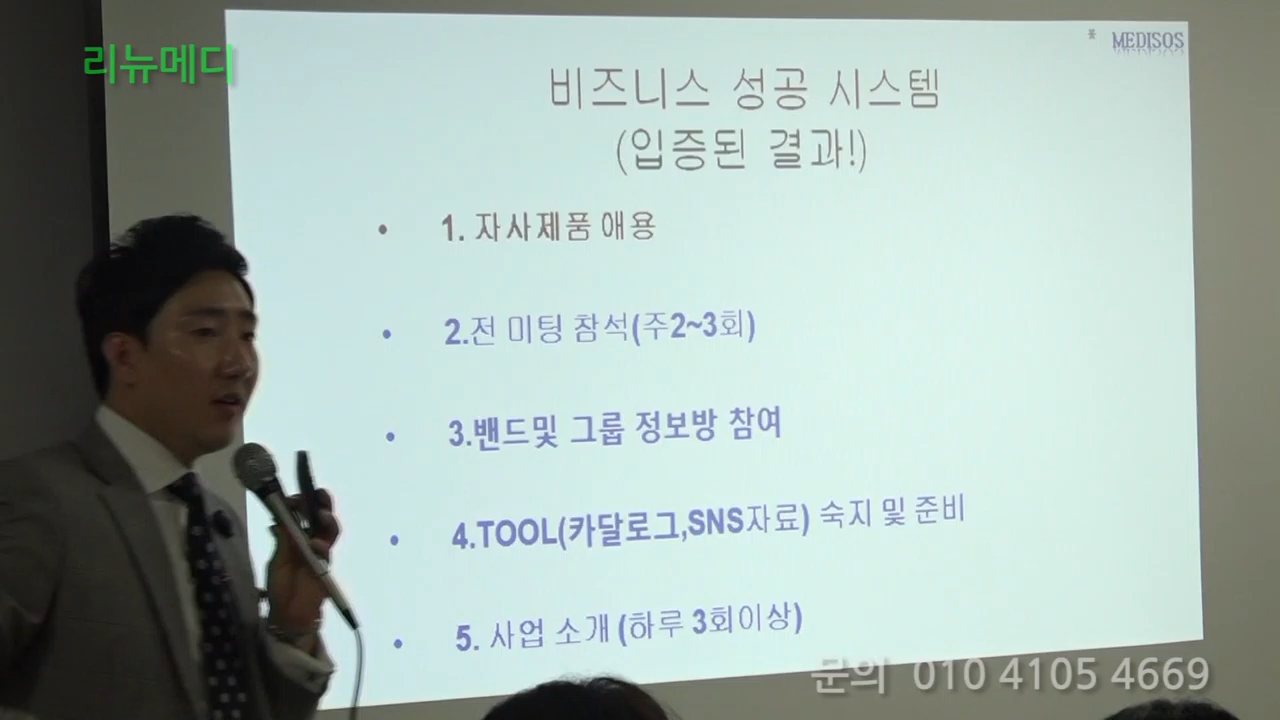 리뉴메디
* MEDISOS
비즈니스 성공 시스템
(입증된 결과!)
• 1. 자사제품 애용
• 2.전 미팅 참석(주2~3회)
• 3.밴드및 그룹 정보방 참여
• 4.TOOL(카달로그,SNS자료) 숙지 및 준비
• 5. 사업 소개 (하루 3회이상)
문의 010 4105 4669